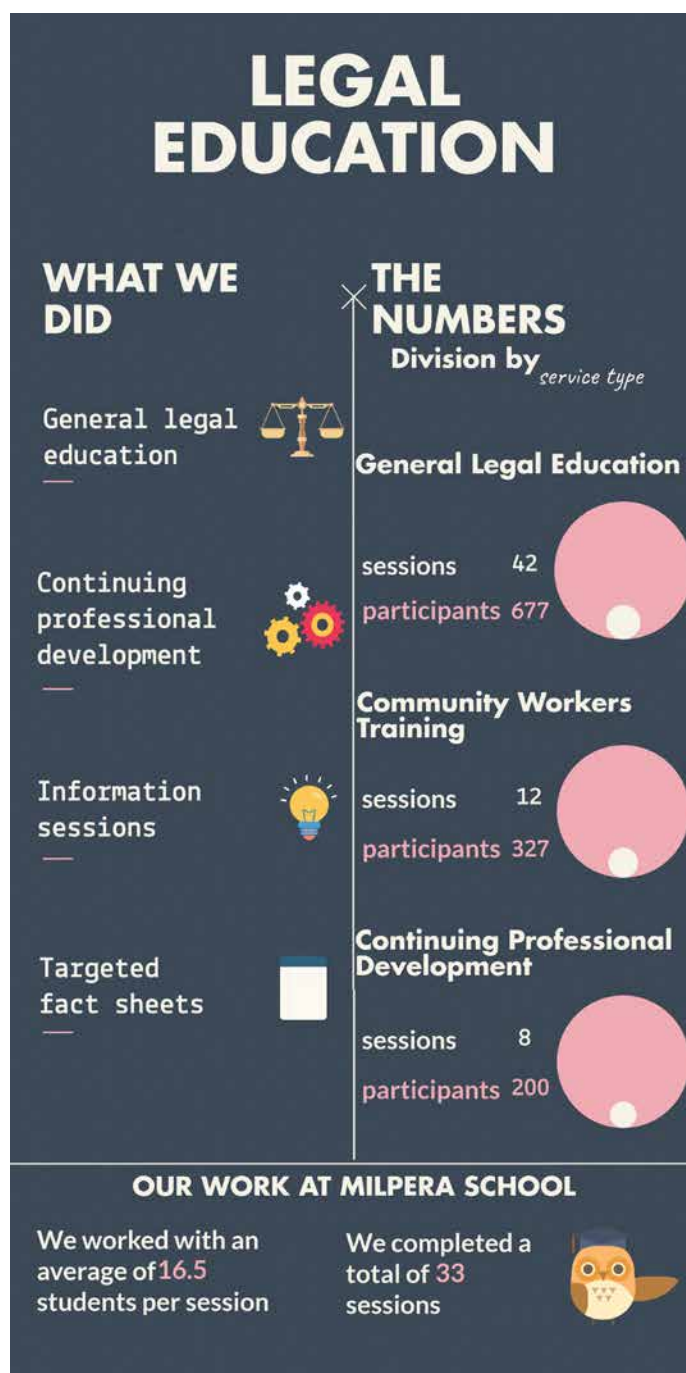 LEGAL
EDUCATION
WHAT WE
DID
General legal
education
Continuing
professional
development
Information
sessions
Targeted
fact sheets
THE
NUMBERS
Division by
service type
General Legal Education
sessions 42
participants 677
Community Workers
Training
sessions 12
participants 327
Continuing Professional
Development
sessions 8
participants 200
OUR WORK AT MILPERA SCHOOL
We worked with an
average of 16.5
students per session
We completed a
total of 33
sessions